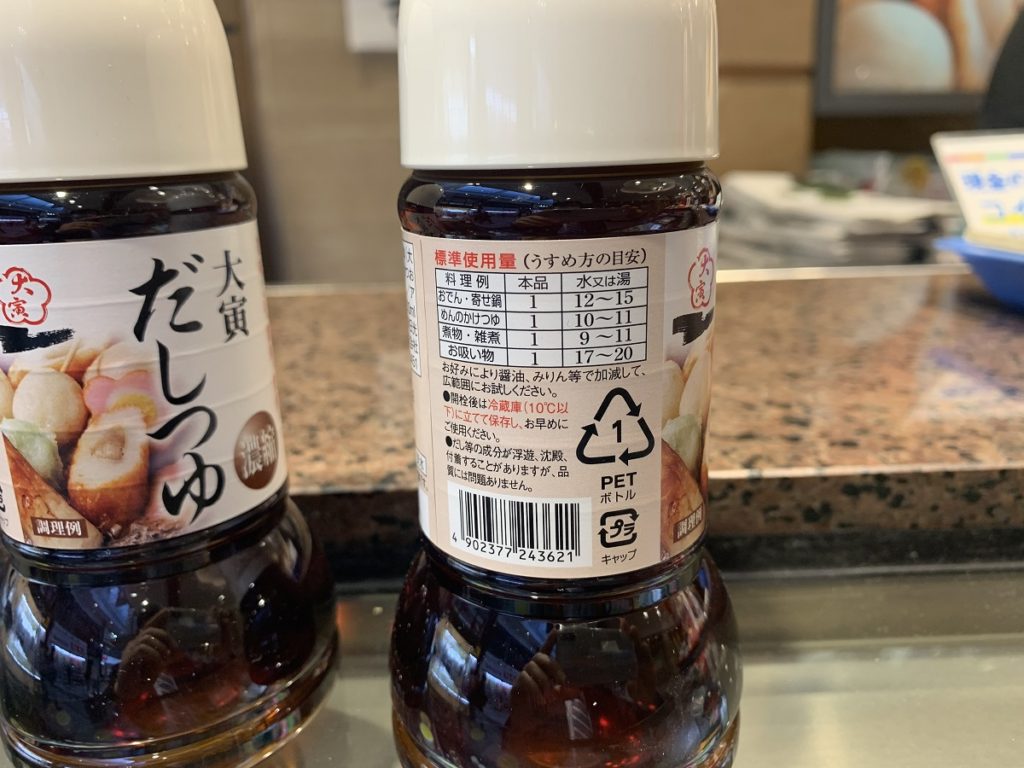 大寅
大寅
だしつゆ
濃縮
調理例
標準使用量 (うすめ方の目安)
料理例 本品 水又は湯
おでん・寄せ鍋 1 12〜15
めんのかけつゆ 1 10〜11
煮物・雑煮 1 9〜11
お吸い物 1 17〜20
お好みにより醤油、みりん等で加減して、
広範囲にお試しください。
●開栓後は冷蔵庫(10℃以
下)に立てて保存し、お早めに
ご使用ください。
●だし等の成分が浮遊、沈殿、
付着することがありますが、品
質には問題ありません。
1
PET
ボトル
プラ
キャップ
4 902377 243621
大寅
調理例